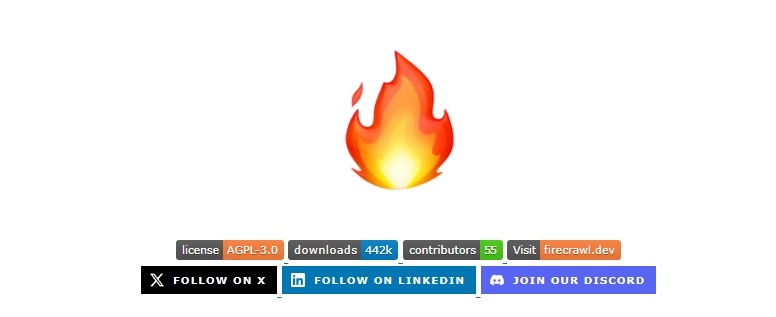 license AGPL-3.0 downloads 442k contributors 55 Visit firecrawl.dev
FOLLOW ON X FOLLOW ON LINKEDIN JOIN OUR DISCORD